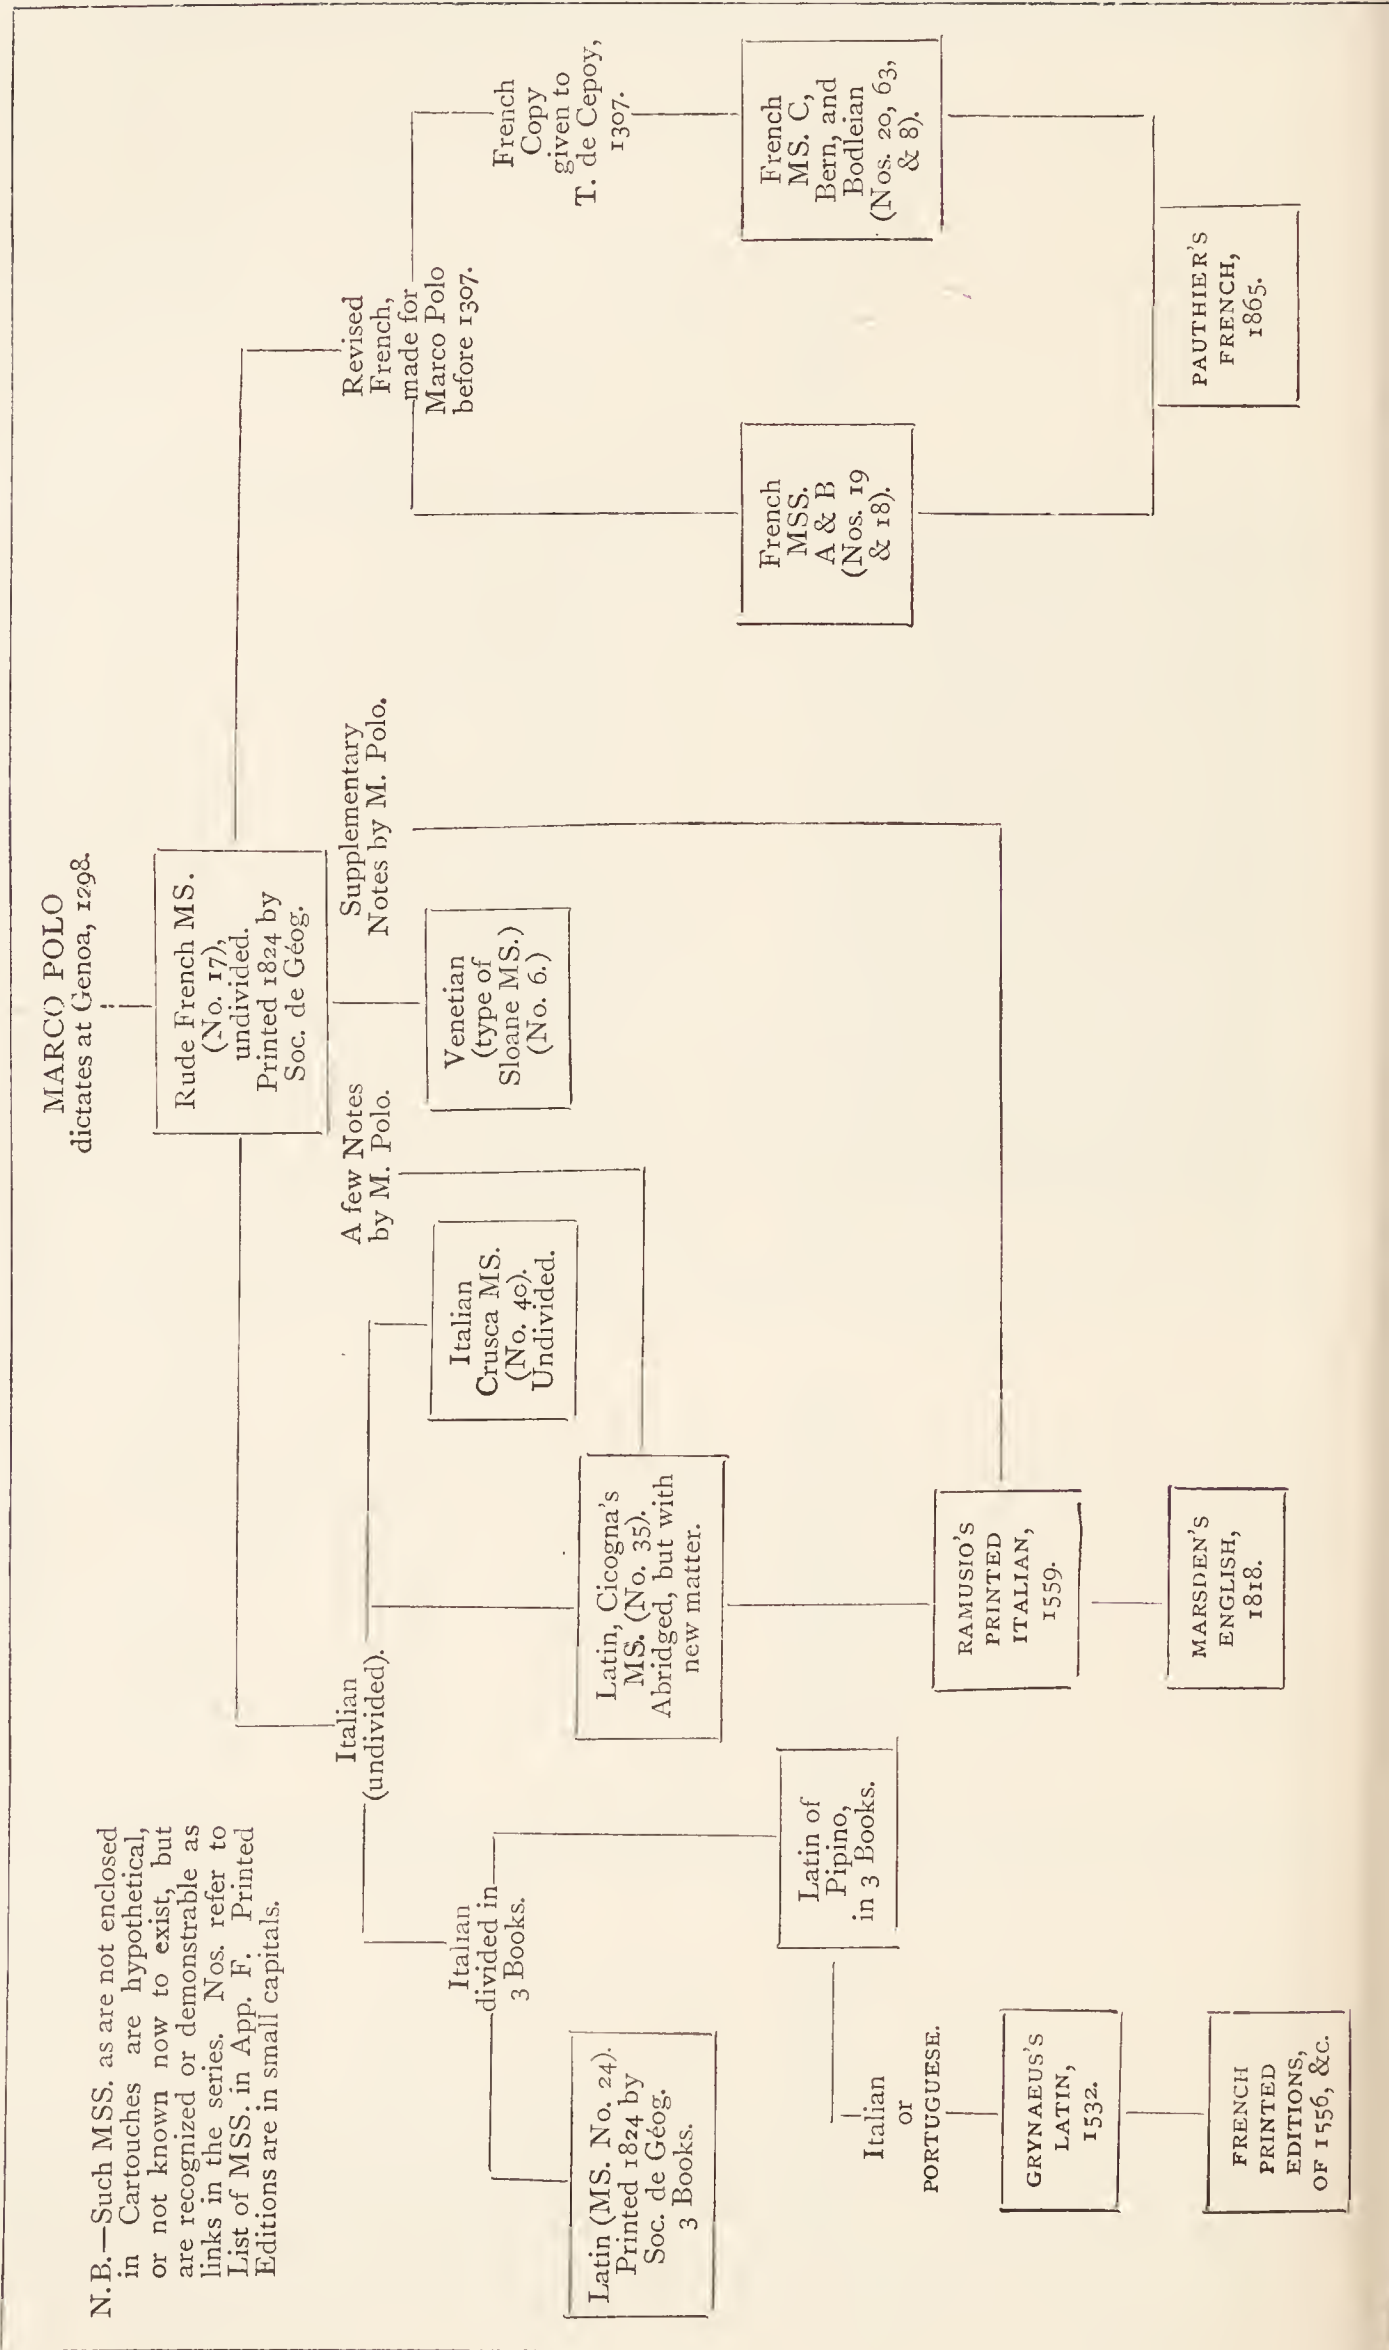 MARCO POLO
dictates at Genoa, 1298.
N.B.—Such MSS. as are not enclosed
in Cartouches are hypothetical,
or not known now to exist, but
are recognized or demonstrable as
links in the series. Nos. refer to
List of MSS. in App. F. Printed
Editions are in small capitals.
Rude French MS.
(No. 17),
undivided.
Printed 1824 by
Soc. de Géog.
Italian
(undivided).
A few Notes
by M. Polo.
Supplementary
Notes by M. Polo.
Revised
French,
made for
Marco Polo
before 1307.
Italian
divided in
3 Books.
Italian
Crusca MS.
(No. 40).
Undivided.
Venetian
(type of
Sloane MS.)
(No. 6.)
French
Copy
given to
T. de Cepoy,
1307.
Latin (MS. No. 24).
Printed 1824 by
Soc. de Géog.
3 Books.
Latin, Cicogna's
MS. (No. 35).
Abridged, but with
new matter.
Latin of
Pipino,
in 3 Books.
French
MSS.
A & B
(Nos. 19
& 18).
French
MS. C,
Bern, and
Bodleian
(Nos. 20, 63,
& 8).
Italian
or
PORTUGUESE.
RAMUSIO'S
PRINTED
ITALIAN,
1559.
GRYNAEUS'S
LATIN,
1532.
MARSDEN'S
ENGLISH,
1818.
PAUTHIER'S
FRENCH,
1865.
FRENCH
PRINTED
EDITIONS,
OF 1556, &c.